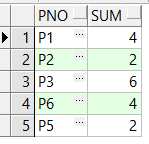 PNO SUM
1 P1 ... 4
2 P2 ... 2
3 P3 ... 6
4 P6 ... 4
5 P5 ... 2